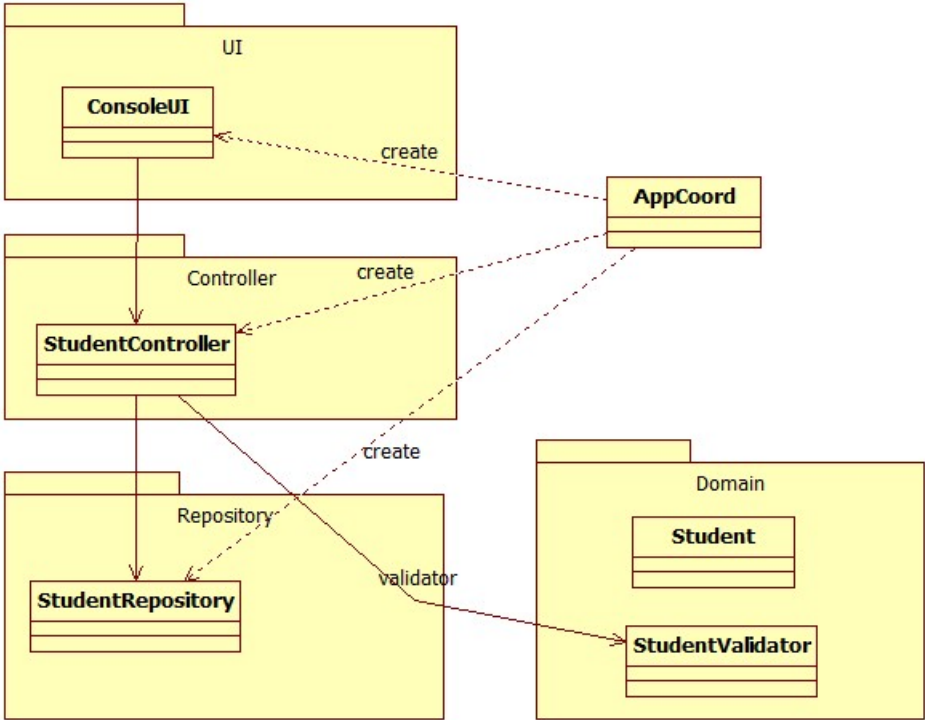 UI
ConsoleUI
create
AppCoord
Controller
create
StudentController
create
Domain
Repository
Student
validator
StudentRepository
StudentValidator